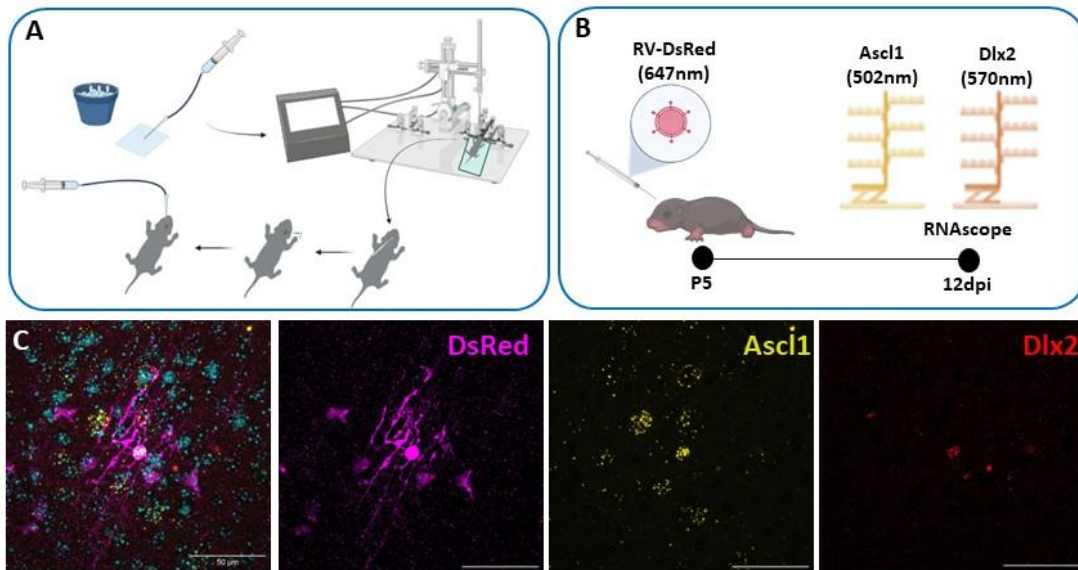 A
B
RV-DsRed
(647nm)
Ascl1
(502nm)
Dlx2
(570nm)
RNAscope
P5
12dpi
C
DsRed
Ascl1
Dlx2
50 µm